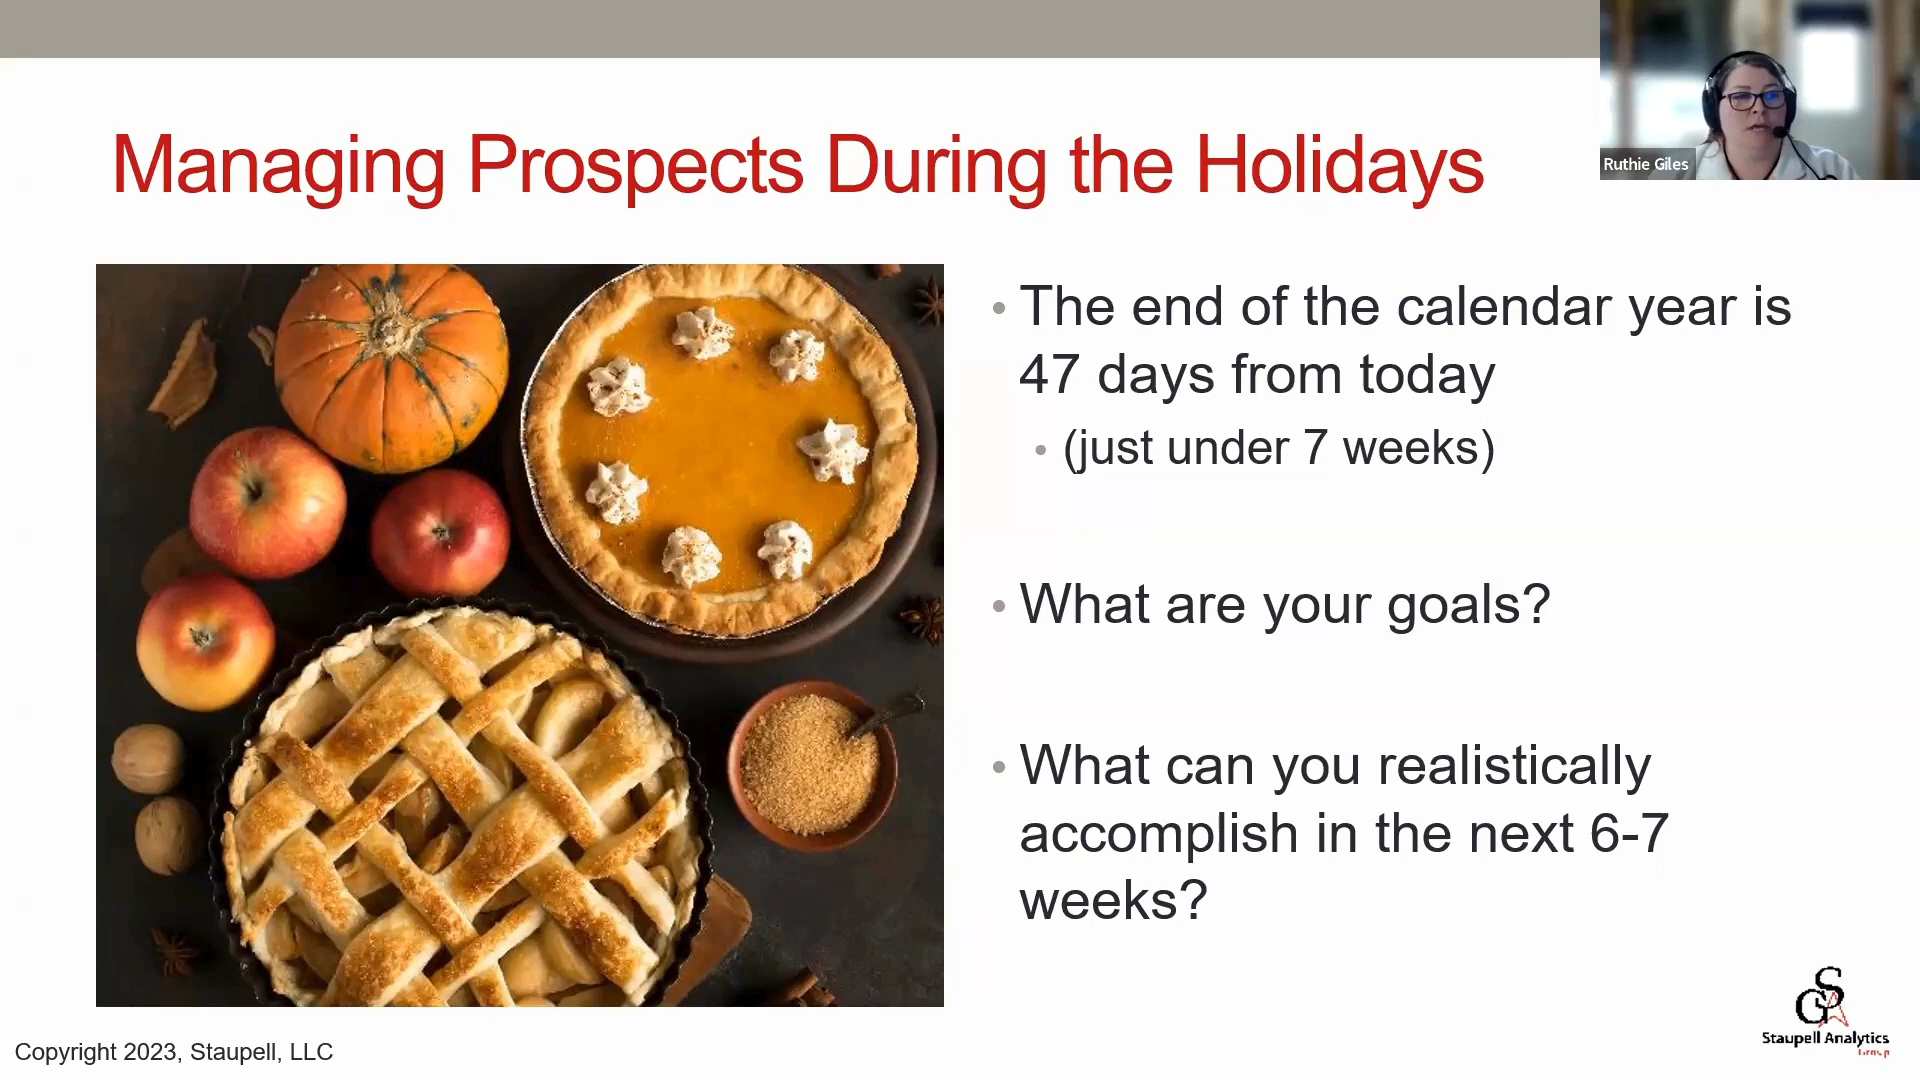 Managing Prospects During the Holidays
Ruthie Giles
• The end of the calendar year is
47 days from today
• (just under 7 weeks)
• What are your goals?
• What can you realistically
accomplish in the next 6-7
weeks?
Copyright 2023, Staupell, LLC
SGA
Staupell Analytics
Group